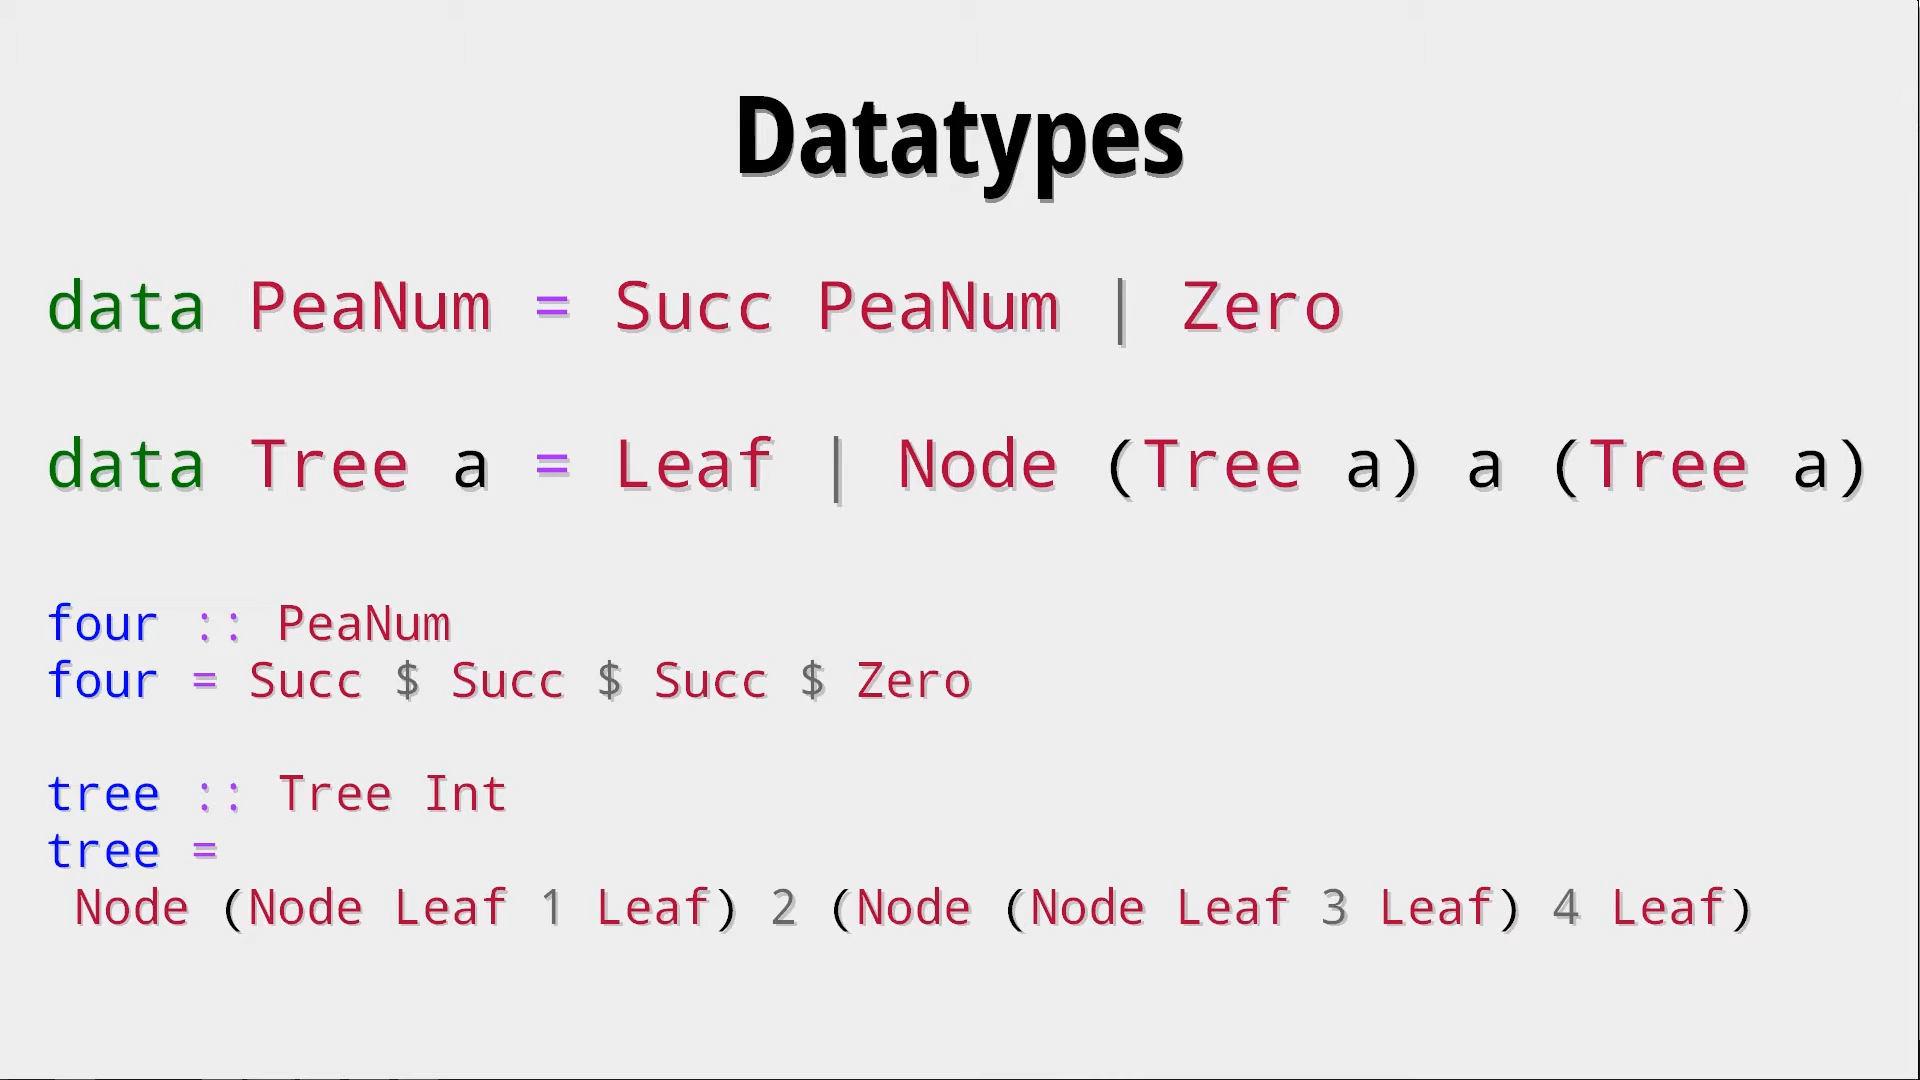 Datatypes
data PeaNum = Succ PeaNum | Zero
data Tree a = Leaf | Node (Tree a) a (Tree a)
four :: PeaNum
four = Succ $ Succ $ Succ $ Zero
tree :: Tree Int
tree =
Node (Node Leaf 1 Leaf) 2 (Node (Node Leaf 3 Leaf) 4 Leaf)